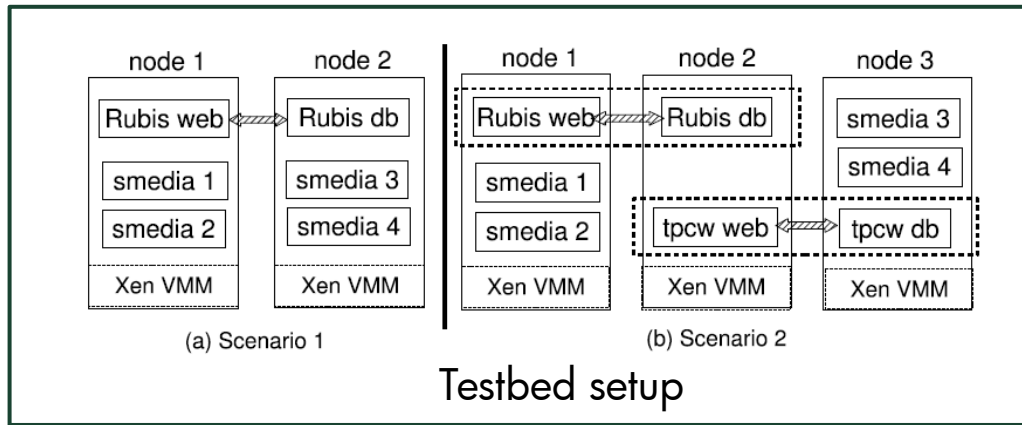 node 1
node 2
Rubis web
Rubis db
smedia 1
smedia 3
smedia 2
smedia 4
Xen VMM
Xen VMM
(a) Scenario 1
node 1
node 2
node 3
Rubis web
Rubis db
smedia 3
smedia 1
smedia 4
smedia 2
tpcw web
tpcw db
Xen VMM
Xen VMM
Xen VMM
(b) Scenario 2
Testbed setup